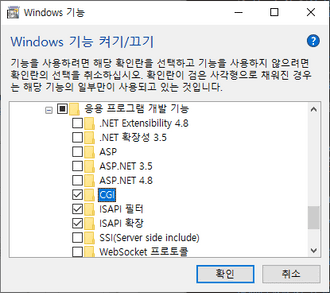 Windows 기능
Windows 기능 켜기/끄기
기능을 사용하려면 해당 확인란을 선택하고 기능을 사용하지 않으려면
확인란의 선택을 취소하십시오. 확인란이 검은 사각형으로 채워진 경우
는 해당 기능의 일부만이 사용되고 있는 것입니다.
응용 프로그램 개발 기능
.NET Extensibility 4.8
.NET 확장성 3.5
ASP
ASP.NET 3.5
ASP.NET 4.8
CGI
ISAPI 필터
ISAPI 확장
SSI(Server side include)
WebSocket 프로토콜
확인
취소